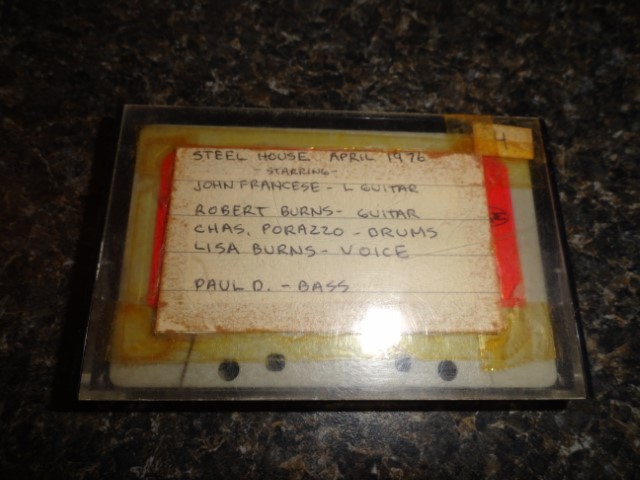 4
STEEL HOUSE APRIL 1976
- STARRING -
JOHN FRANCESE - L GUITAR
ROBERT BURNS - GUITAR
CHAS. PORAZZO - DRUMS
LISA BURNS - VOICE
PAUL D. - BASS